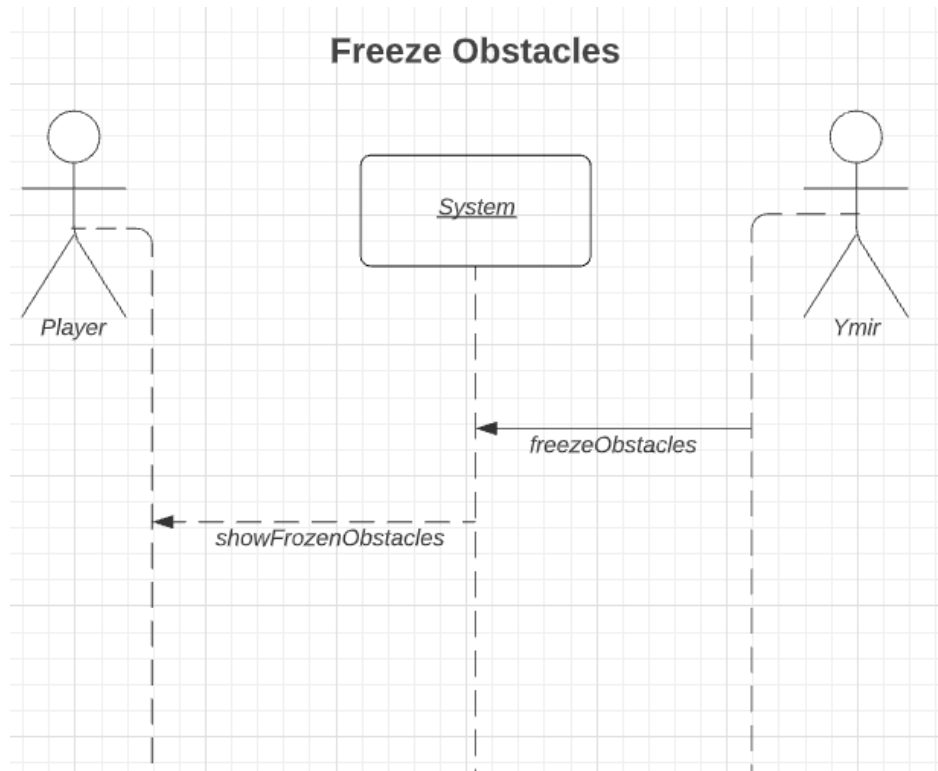 Freeze Obstacles
System
Player
Ymir
freezeObstacles
showFrozenObstacles